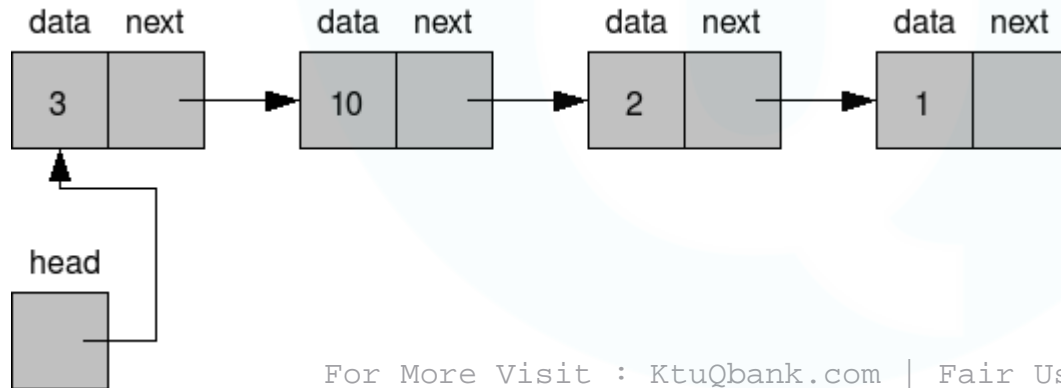 data next data next data next data next
3 10 2 1
head
For More Visit : KtuQbank.com | Fair